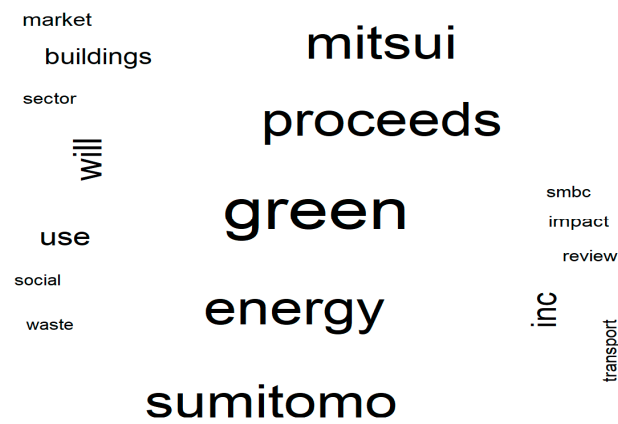 market
buildings
mitsui
sector
proceeds
will
green
smbc
impact
use
review
social
energy
inc
waste
transport
sumitomo